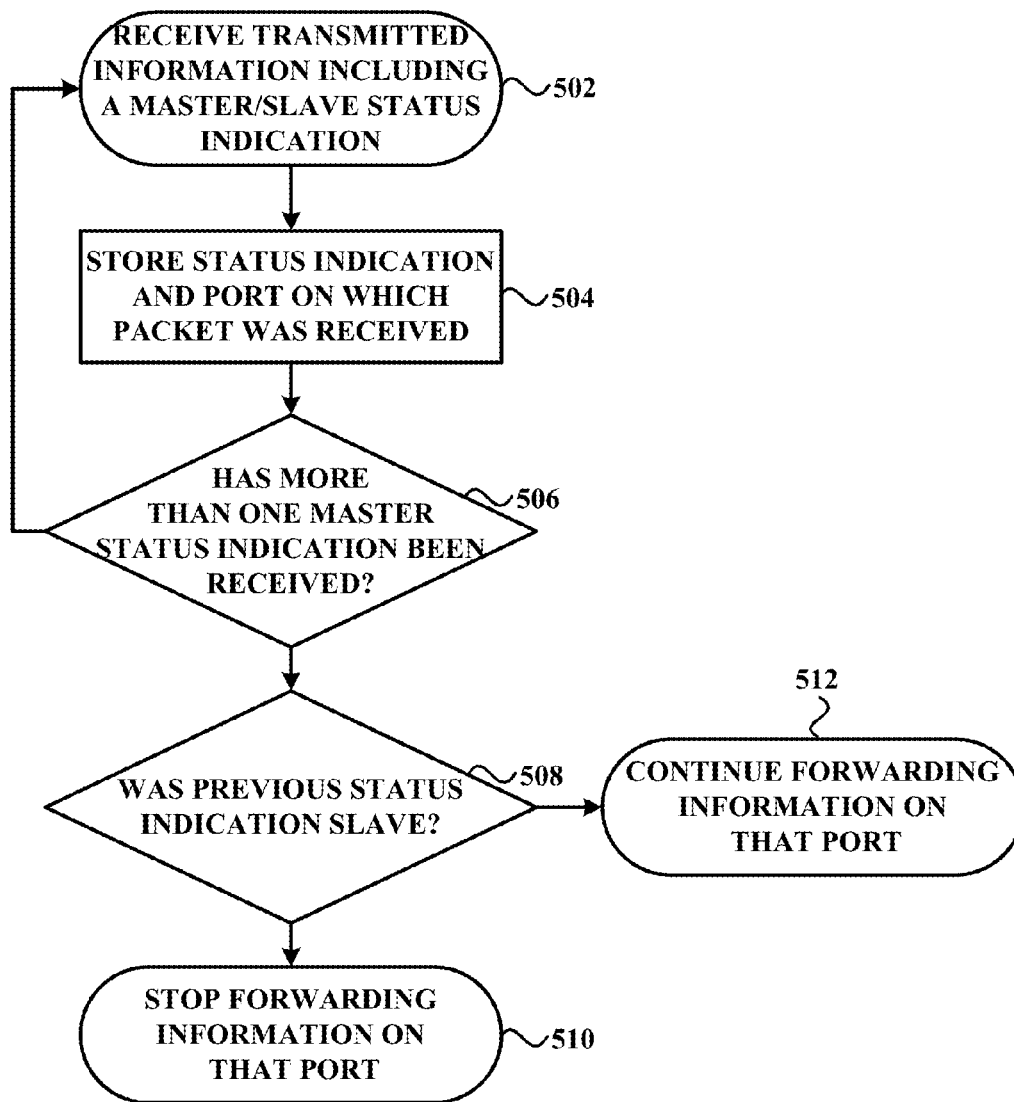 RECEIVE TRANSMITTED
INFORMATION INCLUDING
A MASTER/SLAVE STATUS
INDICATION
502
STORE STATUS INDICATION
AND PORT ON WHICH
PACKET WAS RECEIVED
504
HAS MORE
THAN ONE MASTER
STATUS INDICATION BEEN
RECEIVED?
506
WAS PREVIOUS STATUS
INDICATION SLAVE?
508
512
CONTINUE FORWARDING
INFORMATION ON
THAT PORT
STOP FORWARDING
INFORMATION ON
THAT PORT
510